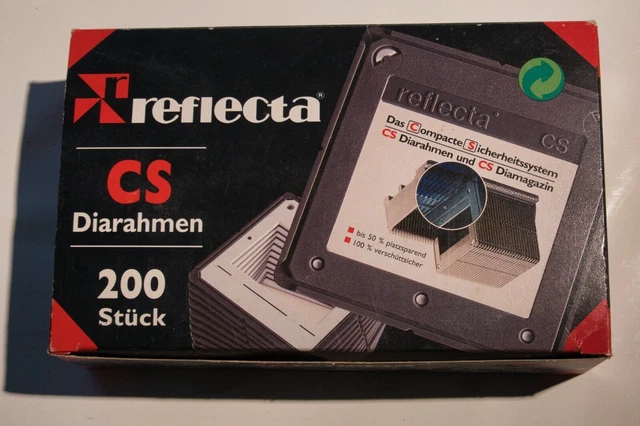 r
reflecta®
CS
Diarahmen
200
Stück
reflecta®
CS
Das Compacte Sicherheitssystem
CS Diarahmen und CS Diamagazin
bis 50 % platzsparend
100 % verschüttsicher